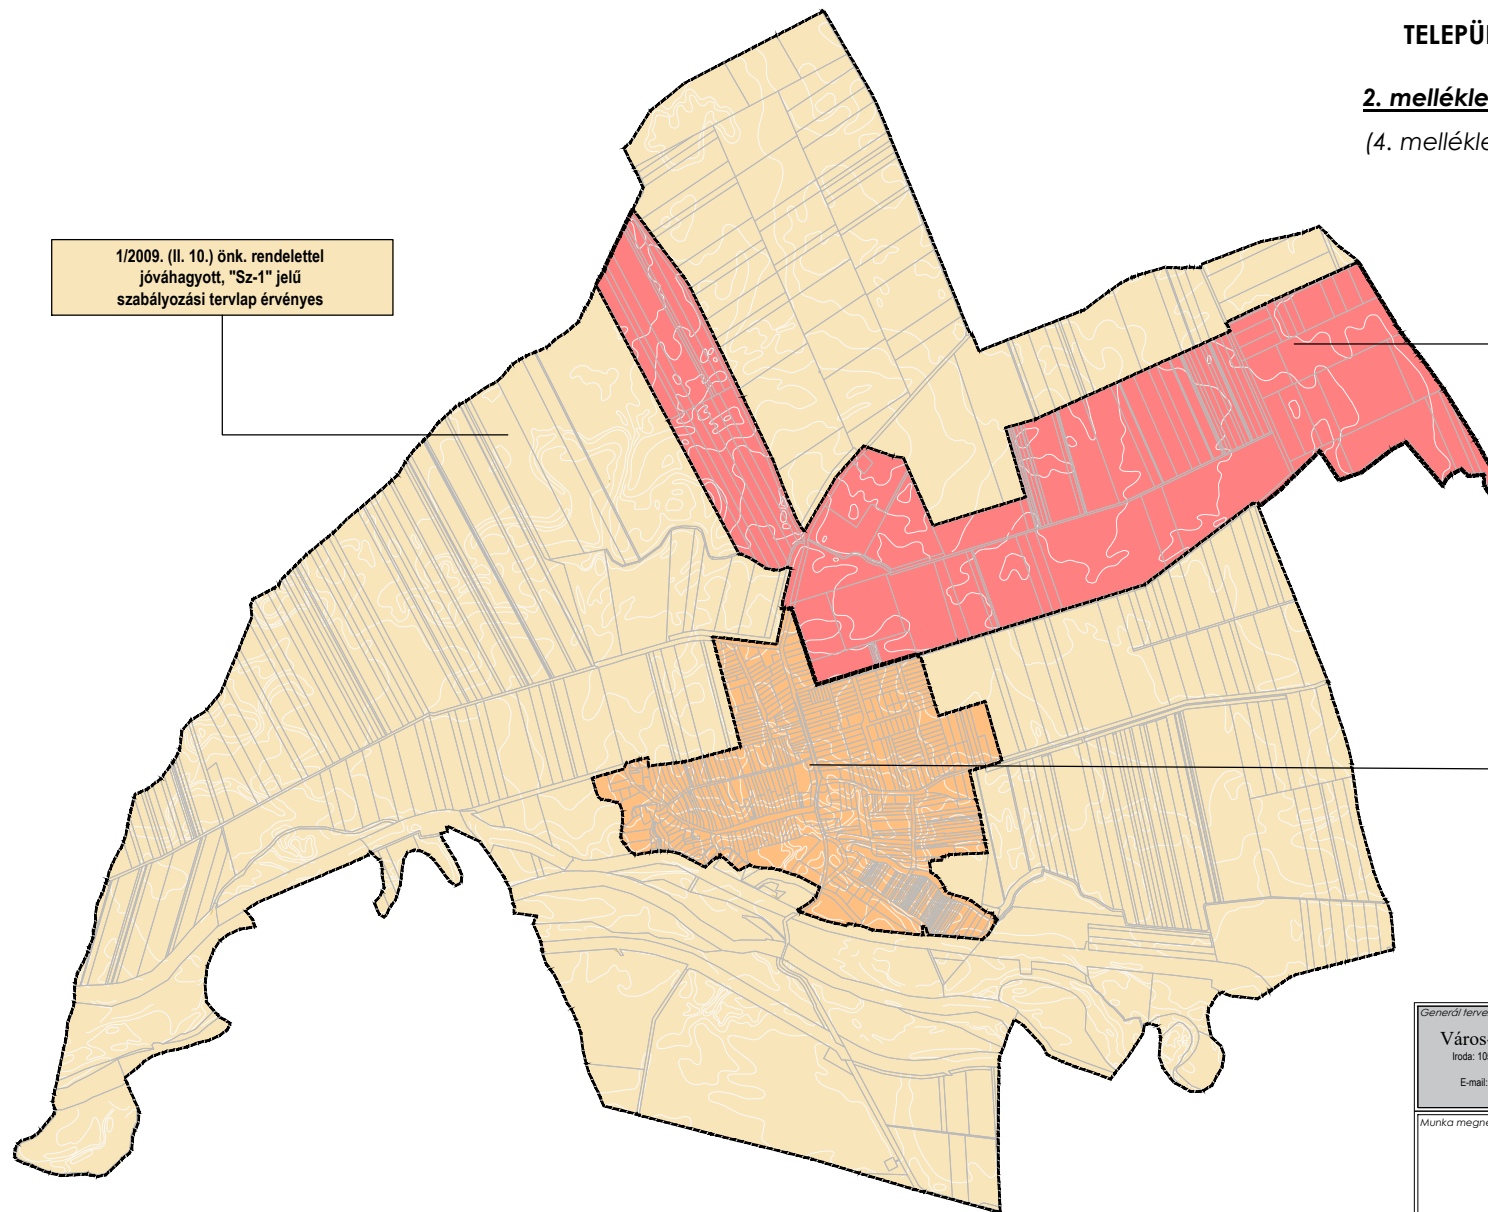 TELEPÜ
2. mellékle
(4. mellékle
1/2009. (II. 10.) önk. rendelettel
jóváhagyott, "Sz-1" jelű
szabályozási tervlap érvényes
Generál terve
Város-
Iroda: 10
E-mail:
Munka megne